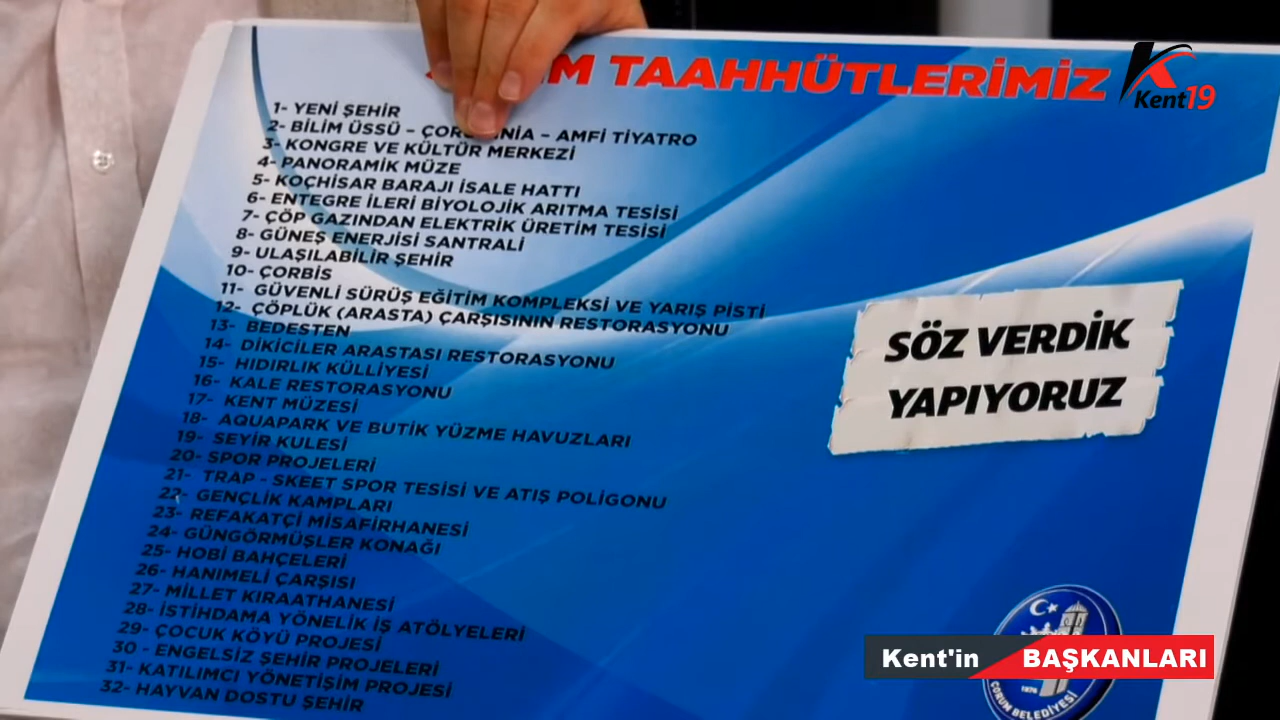 TAAHHÜTLERİMİZ
Kent19
1- YENİ ŞEHİR
2- BİLİM ÜSSÜ - AMFİ TİYATRO
3- KONGRE VE KÜLTÜR MERKEZİ
4- PANORAMİK MÜZE
5- KOÇHİSAR BARAJI İSALE HATTI
6- ENTEGRE İLERİ BİYOLOJİK ARITMA TESİSİ
7- ÇÖP GAZINDAN ELEKTRİK ÜRETİM TESİSİ
8- GÜNEŞ ENERJİSİ SANTRALİ
9- ULAŞILABİLİR ŞEHİR
10- ÇORBİS
11- GÜVENLİ SÜRÜŞ EĞİTİM KOMPLEKSİ VE YARIŞ PİSTİ
12- ÇÖPLÜK (ARASTA) ÇARŞISININ RESTORASYONU
13- BEDESTEN
14- DİKİCİLER ARASTASI RESTORASYONU
15- HIDIRLIK KÜLLİYESİ
16- KALE RESTORASYONU
17- KENT MÜZESİ
18- AQUAPARK VE BUTİK YÜZME HAVUZLARI
19- SEYİR KULESİ
20- SPOR PROJELERİ
21- TRAP - SKEET SPOR TESİSİ VE ATIŞ POLİGONU
22- GENÇLİK KAMPLARI
23- REFAKATÇİ MİSAFİRHANESİ
24- GÜNGÖRMÜŞLER KONAĞI
25- HOBİ BAHÇELERİ
26- HANIMELİ ÇARŞISI
27- MİLLET KIRAATHANESİ
28- İSTİHDAMA YÖNELİK İŞ ATÖLYELERİ
29- ÇOCUK KÖYÜ PROJESİ
30 - ENGELSİZ ŞEHİR PROJELERİ
31- KATILIMCI YÖNETİŞİM PROJESİ
32- HAYVAN DOSTU ŞEHİR
SÖZ VERDİK
YAPIYORUZ
1876
ÇORUM BELEDİYESİ
Kent'in BAŞKANLARI